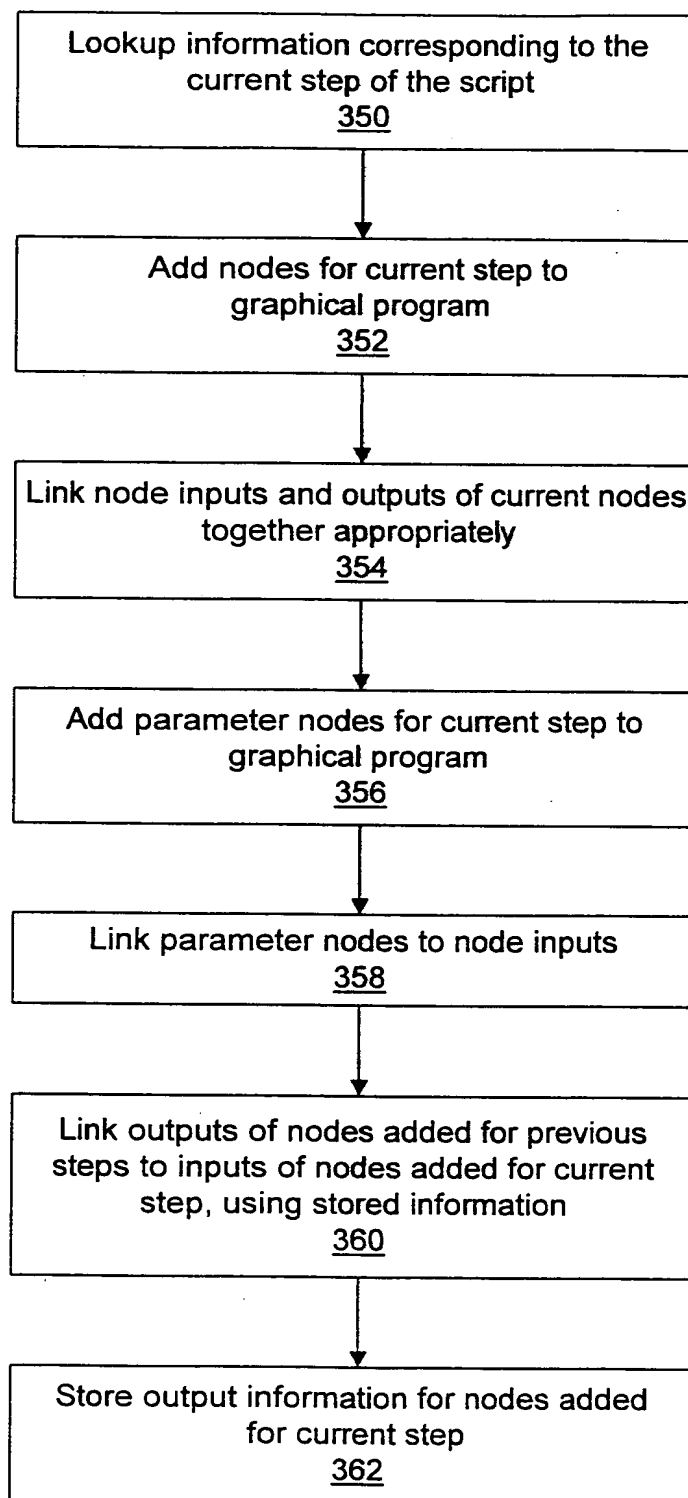 Lookup information corresponding to the
current step of the script
350
Add nodes for current step to
graphical program
352
Link node inputs and outputs of current nodes
together appropriately
354
Add parameter nodes for current step to
graphical program
356
Link parameter nodes to node inputs
358
Link outputs of nodes added for previous
steps to inputs of nodes added for current
step, using stored information
360
Store output information for nodes added
for current step
362